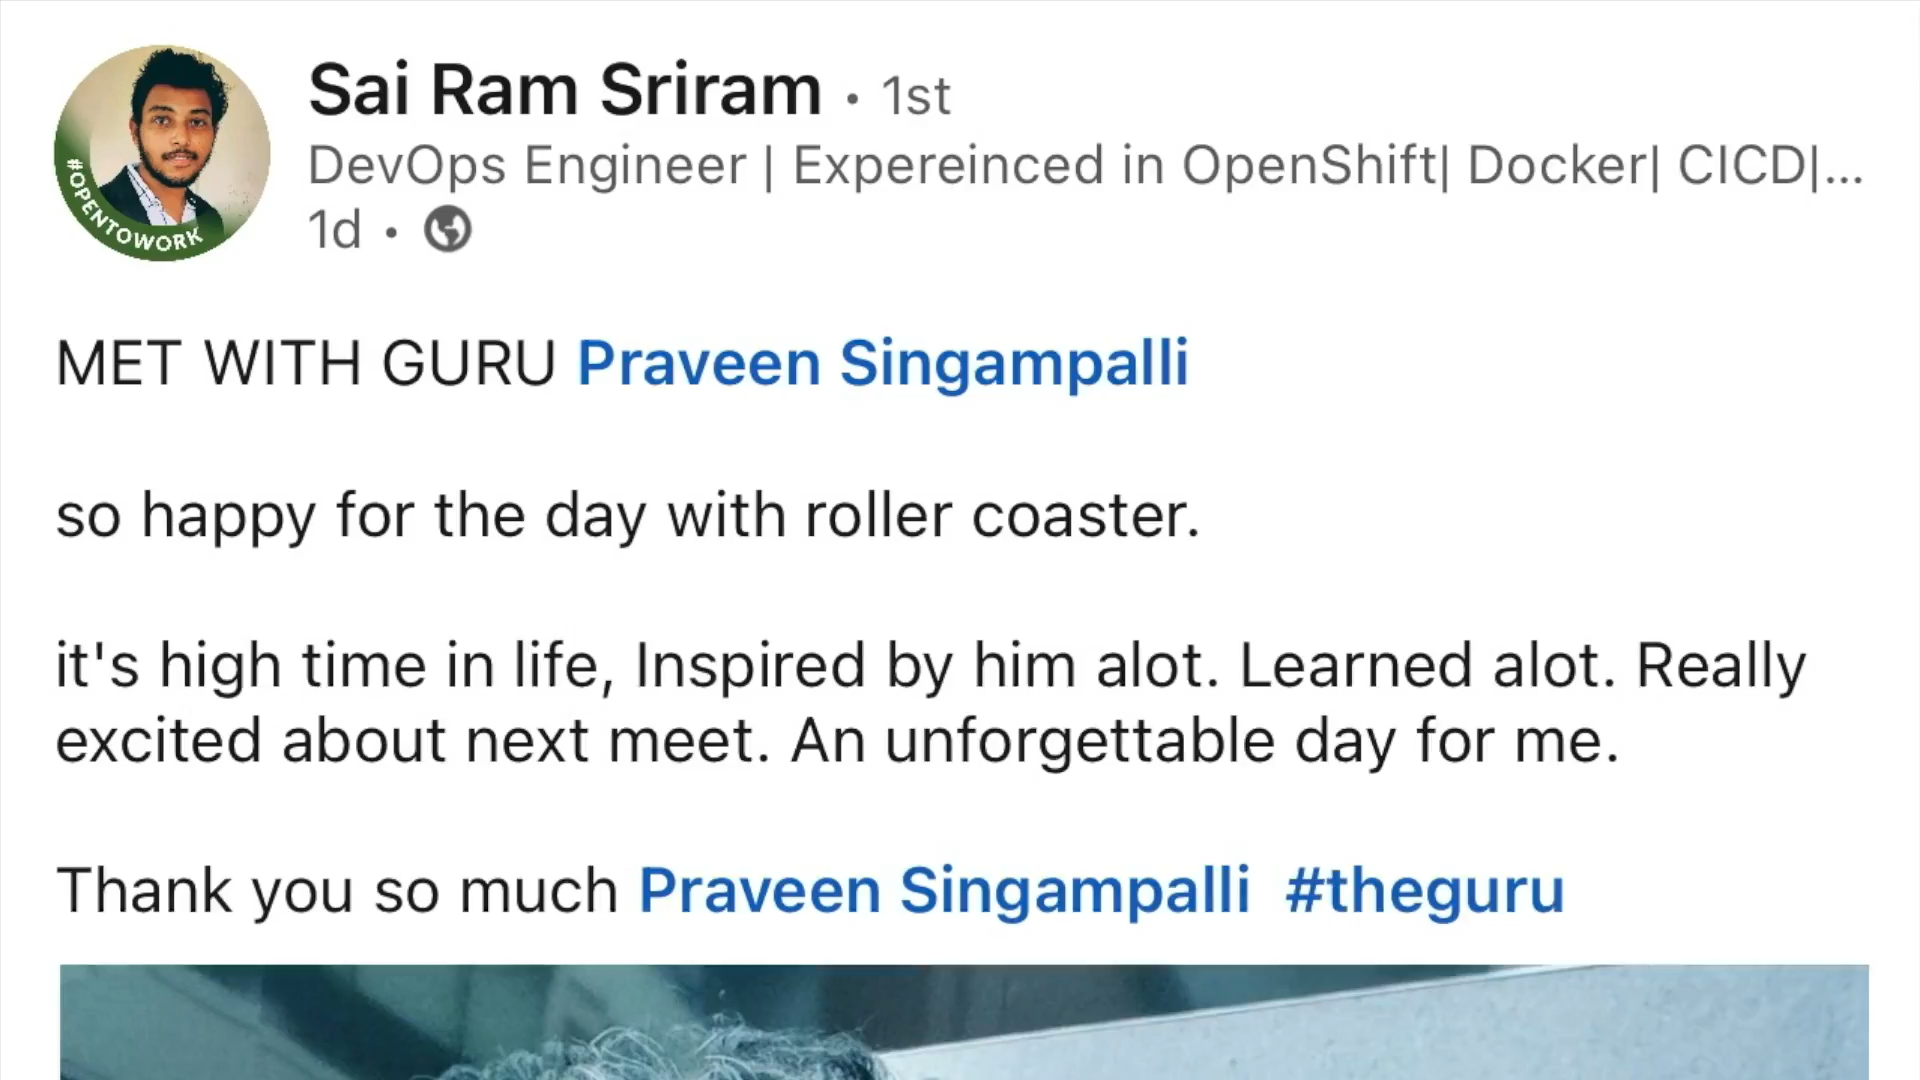 Sai Ram Sriram • 1st
DevOps Engineer | Expereinced in OpenShift| Docker| CICD|...
1d •
#OPENTOWORK
MET WITH GURU Praveen Singampalli
so happy for the day with roller coaster.
it's high time in life, Inspired by him alot. Learned alot. Really
excited about next meet. An unforgettable day for me.
Thank you so much Praveen Singampalli #theguru